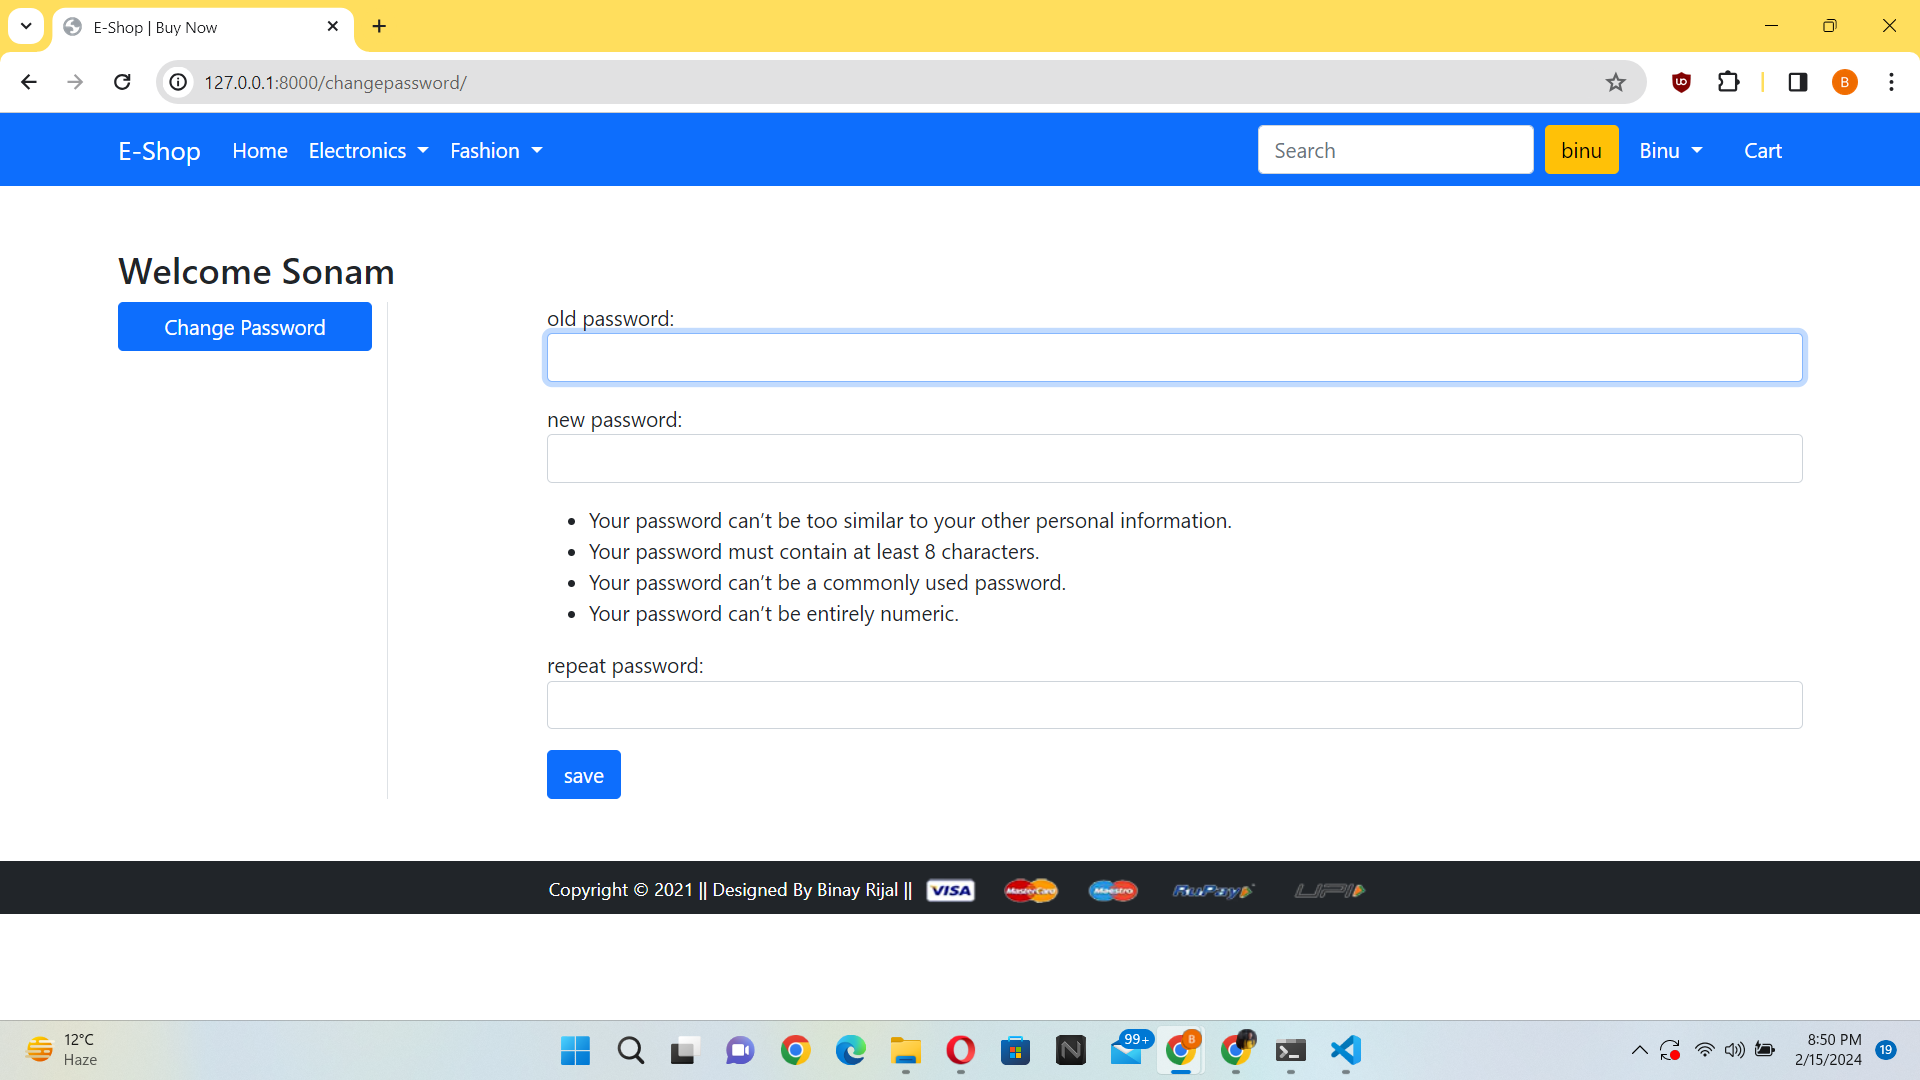 E-Shop | Buy Now
127.0.0.1:8000/changepassword/
B
E-Shop Home Electronics Fashion Search binu Binu Cart
Welcome Sonam
Change Password
old password:
new password:
• Your password can’t be too similar to your other personal information.
• Your password must contain at least 8 characters.
• Your password can’t be a commonly used password.
• Your password can’t be entirely numeric.
repeat password:
save
Copyright © 2021 || Designed By Binay Rijal || VISA MasterCard Maestro RuPay UPI
12°C
Haze
99+
B
8:50 PM
2/15/2024
19